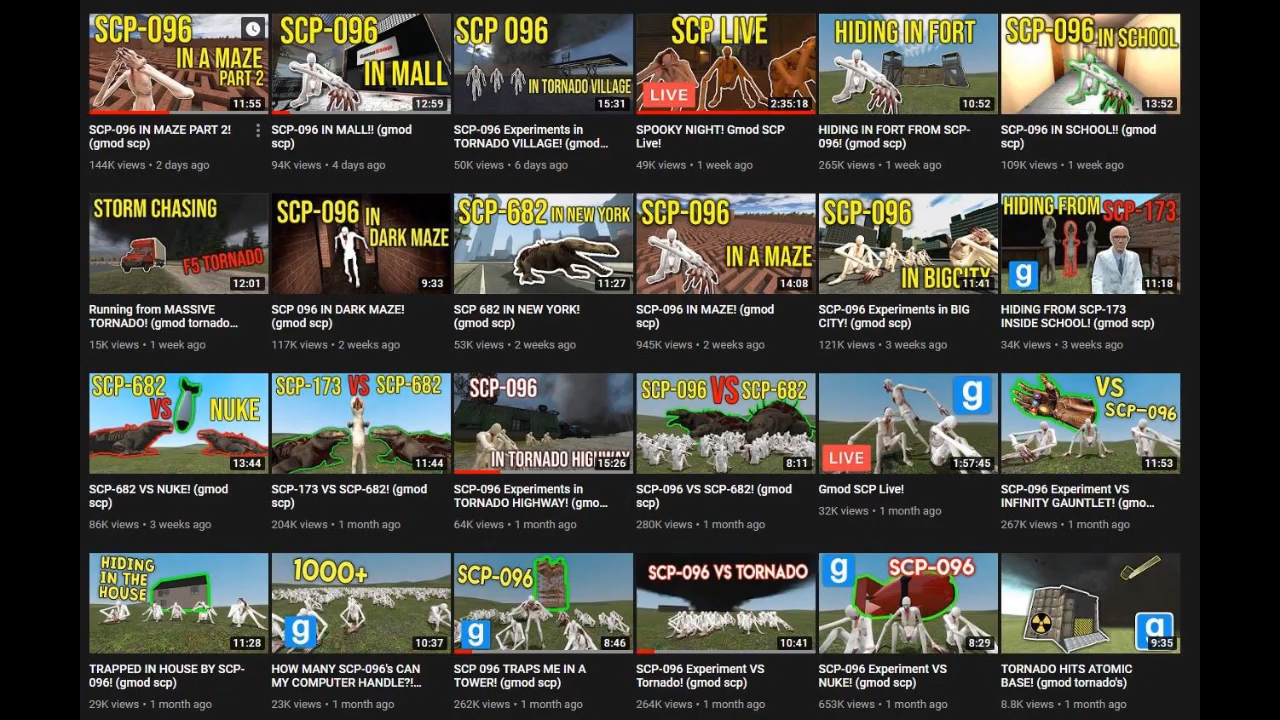 SCP-096
IN A MAZE
PART 2
11:55
SCP-096
GameStop
IN MALL
12:59
SCP 096
IN TORNADO VILLAGE
15:31
SCP LIVE
LIVE
2:35:18
HIDING IN FORT
10:52
SCP-096 IN SCHOOL
13:52
SCP-096 IN MAZE PART 2!
(gmod scp)
144K views • 2 days ago
SCP-096 IN MALL!! (gmod
scp)
94K views • 4 days ago
SCP-096 Experiments in
TORNADO VILLAGE! (gmod...
50K views • 6 days ago
SPOOKY NIGHT! Gmod SCP
Live!
49K views • 1 week ago
HIDING IN FORT FROM SCP-
096! (gmod scp)
265K views • 1 week ago
SCP-096 IN SCHOOL!! (gmod
scp)
109K views • 1 week ago
STORM CHASING
F5 TORNADO
12:01
SCP-096 IN
DARK MAZE
9:33
SCP-682 IN NEW YORK
11:27
SCP-096
IN A MAZE
14:08
SCP-096
IN BIG CITY
11:41
HIDING FROM SCP-173
g
11:18
Running from MASSIVE
TORNADO! (gmod tornado...
15K views • 1 week ago
SCP 096 IN DARK MAZE!
(gmod scp)
117K views • 2 weeks ago
SCP 682 IN NEW YORK!
(gmod scp)
53K views • 2 weeks ago
SCP-096 IN MAZE! (gmod
scp)
945K views • 2 weeks ago
SCP-096 Experiments in BIG
CITY! (gmod scp)
121K views • 3 weeks ago
HIDING FROM SCP-173
INSIDE SCHOOL! (gmod scp)
34K views • 3 weeks ago
SCP-682
VS NUKE
13:44
SCP-173 VS SCP-682
11:44
SCP-096
IN TORNADO HIGHWAY
15:26
SCP-096 VS SCP-682
8:11
g
LIVE
1:57:45
VS
SCP-096
11:53
SCP-682 VS NUKE! (gmod
scp)
86K views • 3 weeks ago
SCP-173 VS SCP-682! (gmod
scp)
204K views • 1 month ago
SCP-096 Experiments in
TORNADO HIGHWAY! (gmo...
64K views • 1 month ago
SCP-096 VS SCP-682! (gmod
scp)
280K views • 1 month ago
Gmod SCP Live!
32K views • 1 month ago
SCP-096 Experiment VS
INFINITY GAUNTLET! (gmo...
267K views • 1 month ago
HIDING
IN THE
HOUSE
11:28
1000+
g
10:37
SCP-096
g
8:46
SCP-096 VS TORNADO
10:41
g
SCP-096
8:29
g
9:35
TRAPPED IN HOUSE BY SCP-
096! (gmod scp)
29K views • 1 month ago
HOW MANY SCP-096's CAN
MY COMPUTER HANDLE?!...
23K views • 1 month ago
SCP 096 TRAPS ME IN A
TOWER! (gmod scp)
262K views • 1 month ago
SCP-096 Experiment VS
Tornado! (gmod scp)
264K views • 1 month ago
SCP-096 Experiment VS
NUKE! (gmod scp)
653K views • 1 month ago
TORNADO HITS ATOMIC
BASE! (gmod tornado's)
8.8K views • 1 month ago